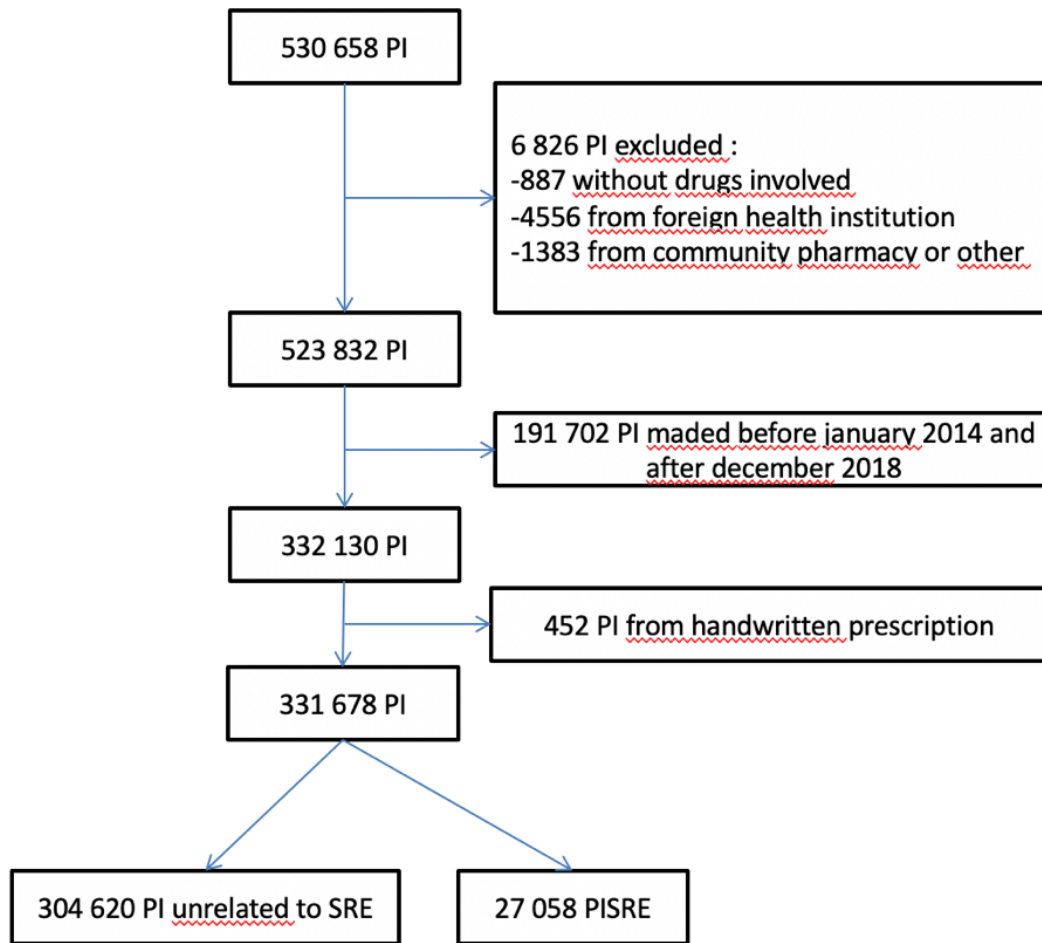 530 658 PI
6 826 PI excluded :
-887 without drugs involved
-4556 from foreign health institution
-1383 from community pharmacy or other
523 832 PI
191 702 PI maded before january 2014 and
after december 2018
332 130 PI
452 PI from handwritten prescription
331 678 PI
304 620 PI unrelated to SRE
27 058 PISRE